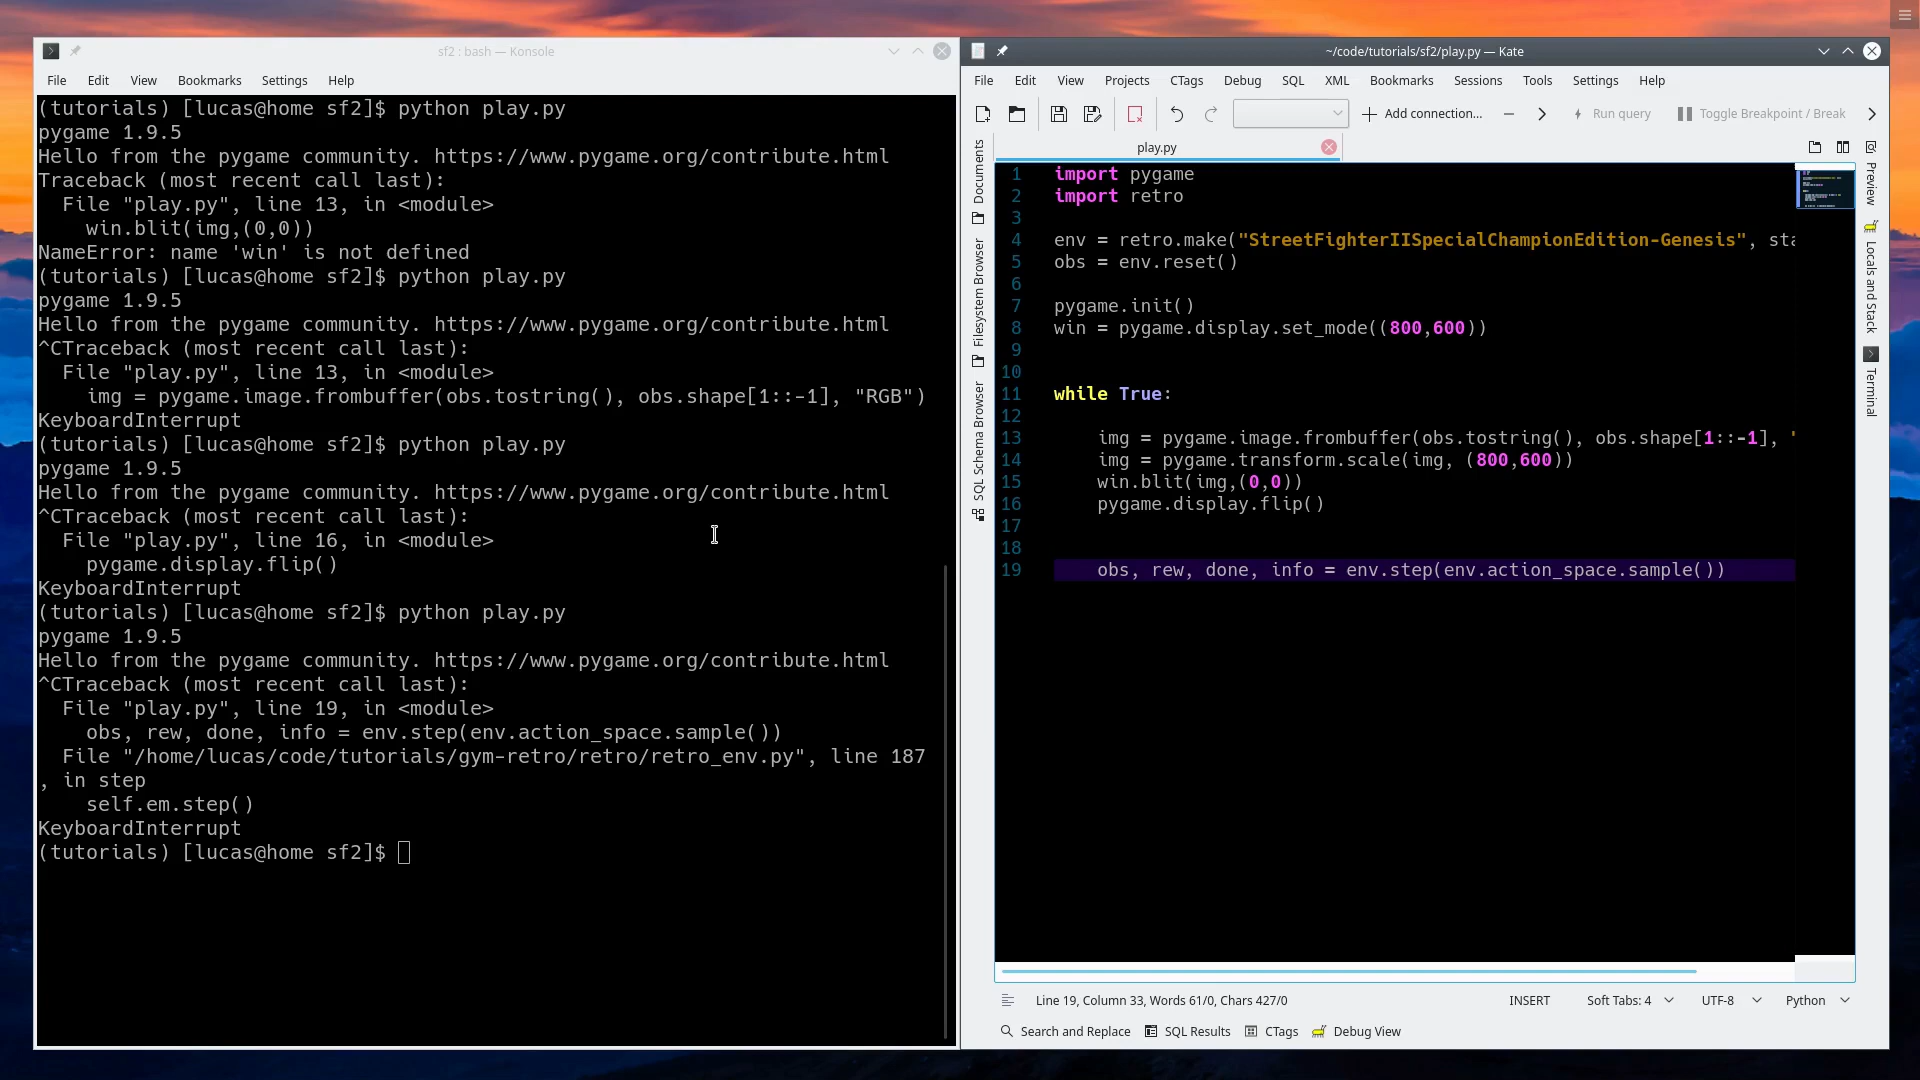 sf2 : bash — Konsole
File Edit View Bookmarks Settings Help
(tutorials) [lucas@home sf2]$ python play.py
pygame 1.9.5
Hello from the pygame community. https://www.pygame.org/contribute.html
Traceback (most recent call last):
  File "play.py", line 13, in <module>
    win.blit(img,(0,0))
NameError: name 'win' is not defined
(tutorials) [lucas@home sf2]$ python play.py
pygame 1.9.5
Hello from the pygame community. https://www.pygame.org/contribute.html
^CTraceback (most recent call last):
  File "play.py", line 13, in <module>
    img = pygame.image.frombuffer(obs.tostring(), obs.shape[1::-1], "RGB")
KeyboardInterrupt
(tutorials) [lucas@home sf2]$ python play.py
pygame 1.9.5
Hello from the pygame community. https://www.pygame.org/contribute.html
^CTraceback (most recent call last):
  File "play.py", line 16, in <module>
    pygame.display.flip()
KeyboardInterrupt
(tutorials) [lucas@home sf2]$ python play.py
pygame 1.9.5
Hello from the pygame community. https://www.pygame.org/contribute.html
^CTraceback (most recent call last):
  File "play.py", line 19, in <module>
    obs, rew, done, info = env.step(env.action_space.sample())
  File "/home/lucas/code/tutorials/gym-retro/retro/retro_env.py", line 187
, in step
    self.em.step()
KeyboardInterrupt
(tutorials) [lucas@home sf2]$
~/code/tutorials/sf2/play.py — Kate
File Edit View Projects CTags Debug SQL XML Bookmarks Sessions Tools Settings Help
Add connection... Run query Toggle Breakpoint / Break
play.py
Documents
Filesystem Browser
SQL Schema Browser
1 import pygame
2 import retro
3
4 env = retro.make("StreetFighterIISpecialChampionEdition-Genesis", sta
5 obs = env.reset()
6
7 pygame.init()
8 win = pygame.display.set_mode((800,600))
9
10
11 while True:
12
13     img = pygame.image.frombuffer(obs.tostring(), obs.shape[1::-1], "
14     img = pygame.transform.scale(img, (800,600))
15     win.blit(img,(0,0))
16     pygame.display.flip()
17
18
19     obs, rew, done, info = env.step(env.action_space.sample())
Preview
Locals and Stack
Terminal
Line 19, Column 33, Words 61/0, Chars 427/0 INSERT Soft Tabs: 4 UTF-8 Python
Search and Replace SQL Results CTags Debug View